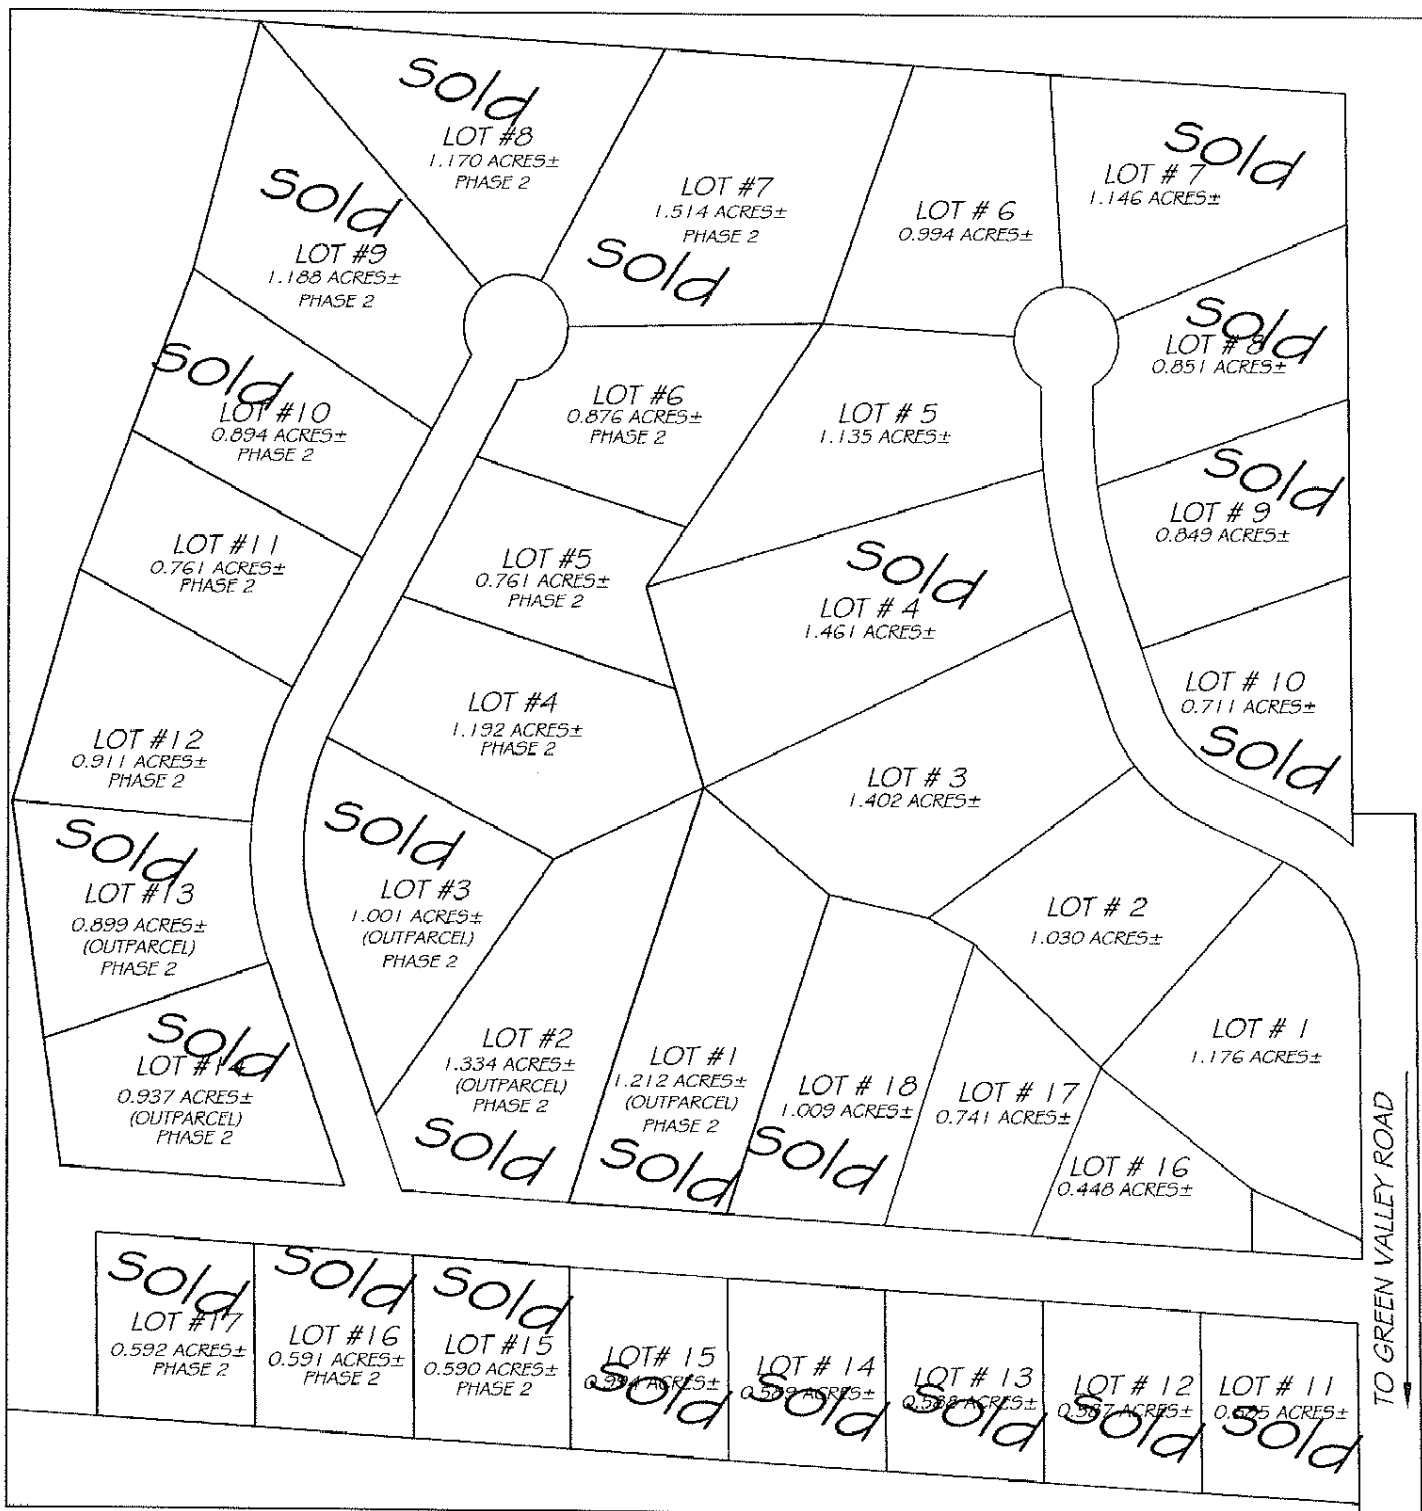 sold
LOT #8
1.170 ACRES±
PHASE 2
sold
LOT # 7
1.146 ACRES±
LOT #7
1.514 ACRES±
PHASE 2
sold
LOT # 6
0.994 ACRES±
sold
LOT #9
1.188 ACRES±
PHASE 2
sold
LOT # 8
0.851 ACRES±
sold
LOT #10
0.894 ACRES±
PHASE 2
LOT #6
0.876 ACRES±
PHASE 2
LOT # 5
1.135 ACRES±
sold
LOT # 9
0.849 ACRES±
LOT #11
0.761 ACRES±
PHASE 2
LOT #5
0.761 ACRES±
PHASE 2
sold
LOT # 4
1.461 ACRES±
LOT # 10
0.711 ACRES±
sold
LOT #4
1.192 ACRES±
PHASE 2
LOT #12
0.911 ACRES±
PHASE 2
LOT # 3
1.402 ACRES±
sold
LOT #13
0.899 ACRES±
(OUTPARCEL)
PHASE 2
sold
LOT #3
1.001 ACRES±
(OUTPARCEL)
PHASE 2
LOT # 2
1.030 ACRES±
LOT # 1
1.176 ACRES±
sold
LOT #14
0.937 ACRES±
(OUTPARCEL)
PHASE 2
LOT #2
1.334 ACRES±
(OUTPARCEL)
PHASE 2
sold
LOT #1
1.212 ACRES±
(OUTPARCEL)
PHASE 2
sold
LOT # 18
1.009 ACRES±
sold
LOT # 17
0.741 ACRES±
LOT # 16
0.448 ACRES±
TO GREEN VALLEY ROAD
sold
LOT #17
0.592 ACRES±
PHASE 2
sold
LOT #16
0.591 ACRES±
PHASE 2
sold
LOT #15
0.590 ACRES±
PHASE 2
LOT# 15
ACRES±
sold
LOT # 14
0.589 ACRES±
sold
LOT # 13
0.588 ACRES±
sold
LOT # 12
0.587 ACRES±
sold
LOT # 11
ACRES±
sold